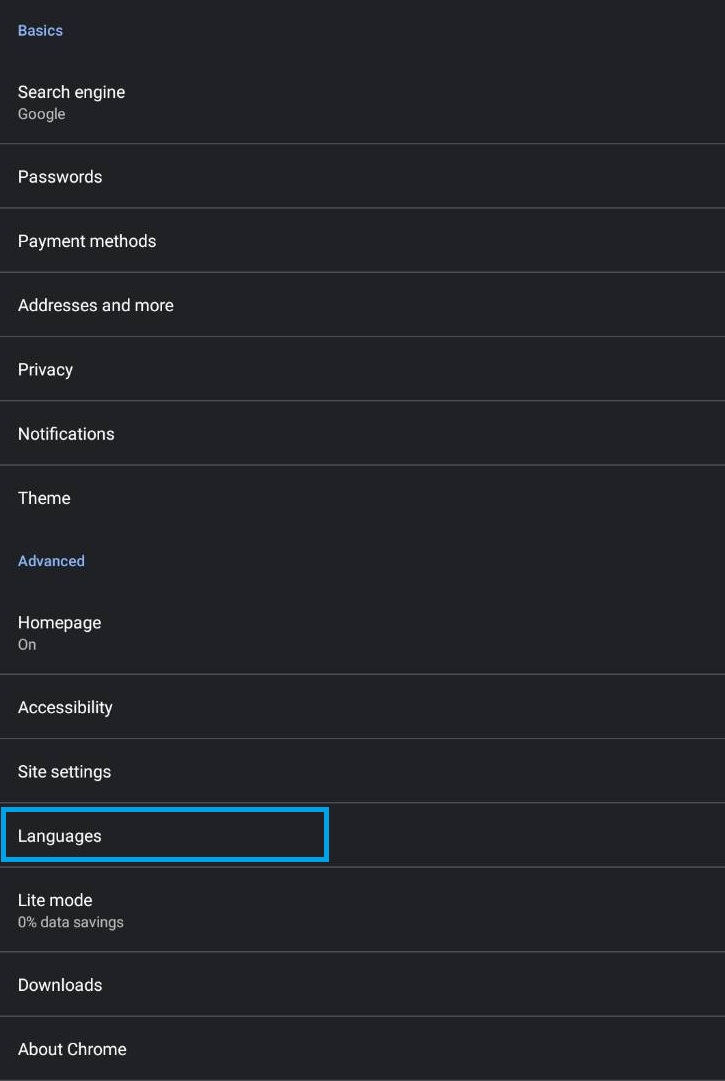 Basics
Search engine
Google
Passwords
Payment methods
Addresses and more
Privacy
Notifications
Theme
Advanced
Homepage
On
Accessibility
Site settings
Languages
Lite mode
0% data savings
Downloads
About Chrome